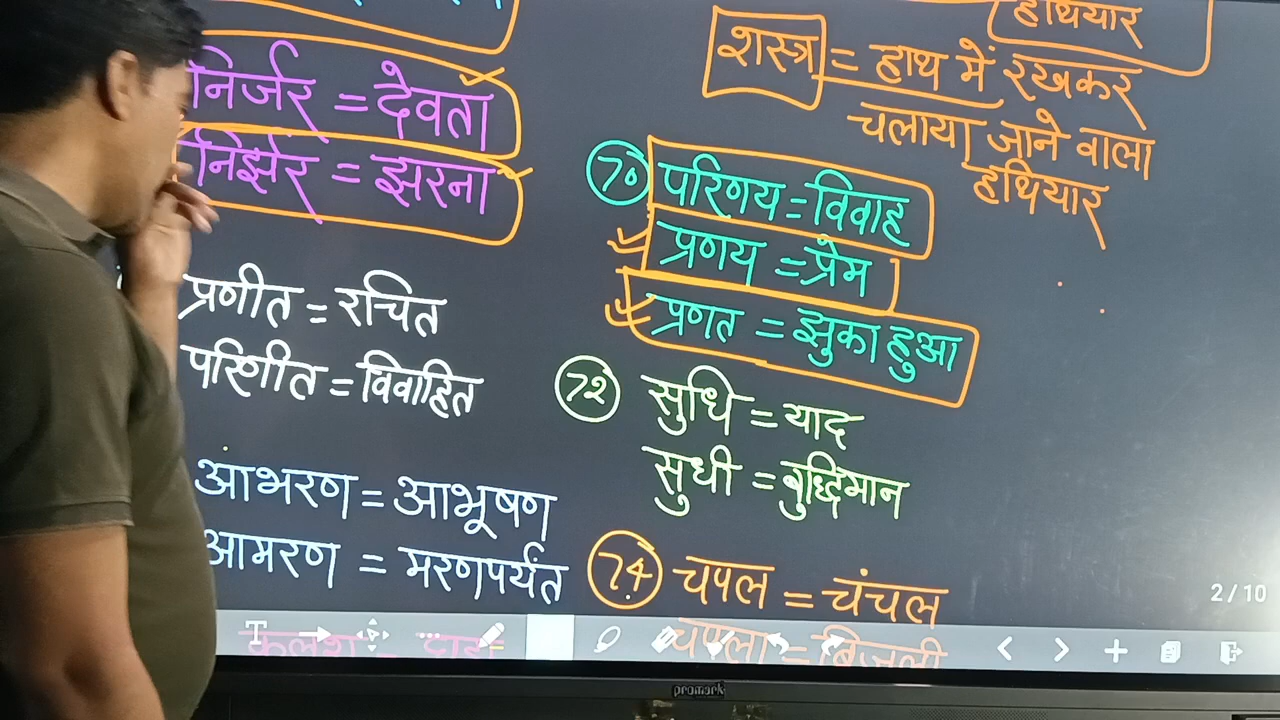 निर्जर = देवता
निर्झर = झरना
प्रणीत = रचित
परिणीत = विवाहित
आभरण = आभूषण
आमरण = मरणपर्यंत
हथियार
शस्त्र = हाथ में रखकर
चलाया जाने वाला
हथियार
70 परिणय = विवाह
प्रणय = प्रेम
प्रणत = झुका हुआ
72 सुधि = याद
सुधी = बुद्धिमान
74 चपल = चंचल
चपला = बिजली
2/10
T
promark